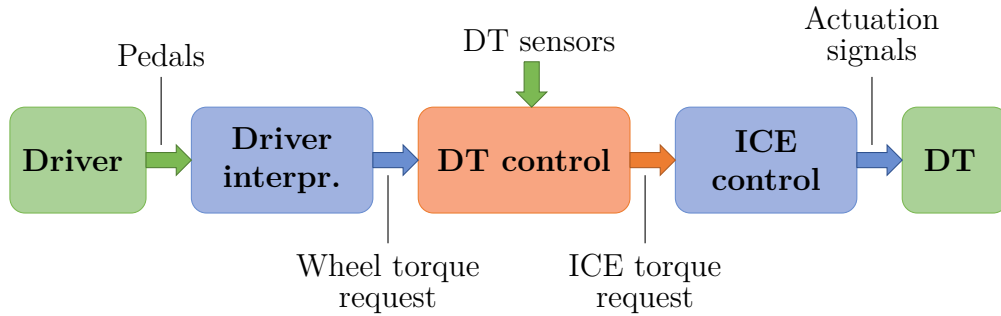 Actuation
signals
DT sensors
Pedals
Driver
Driver
interpr.
DT control
ICE
control
DT
Wheel torque
request
ICE torque
request